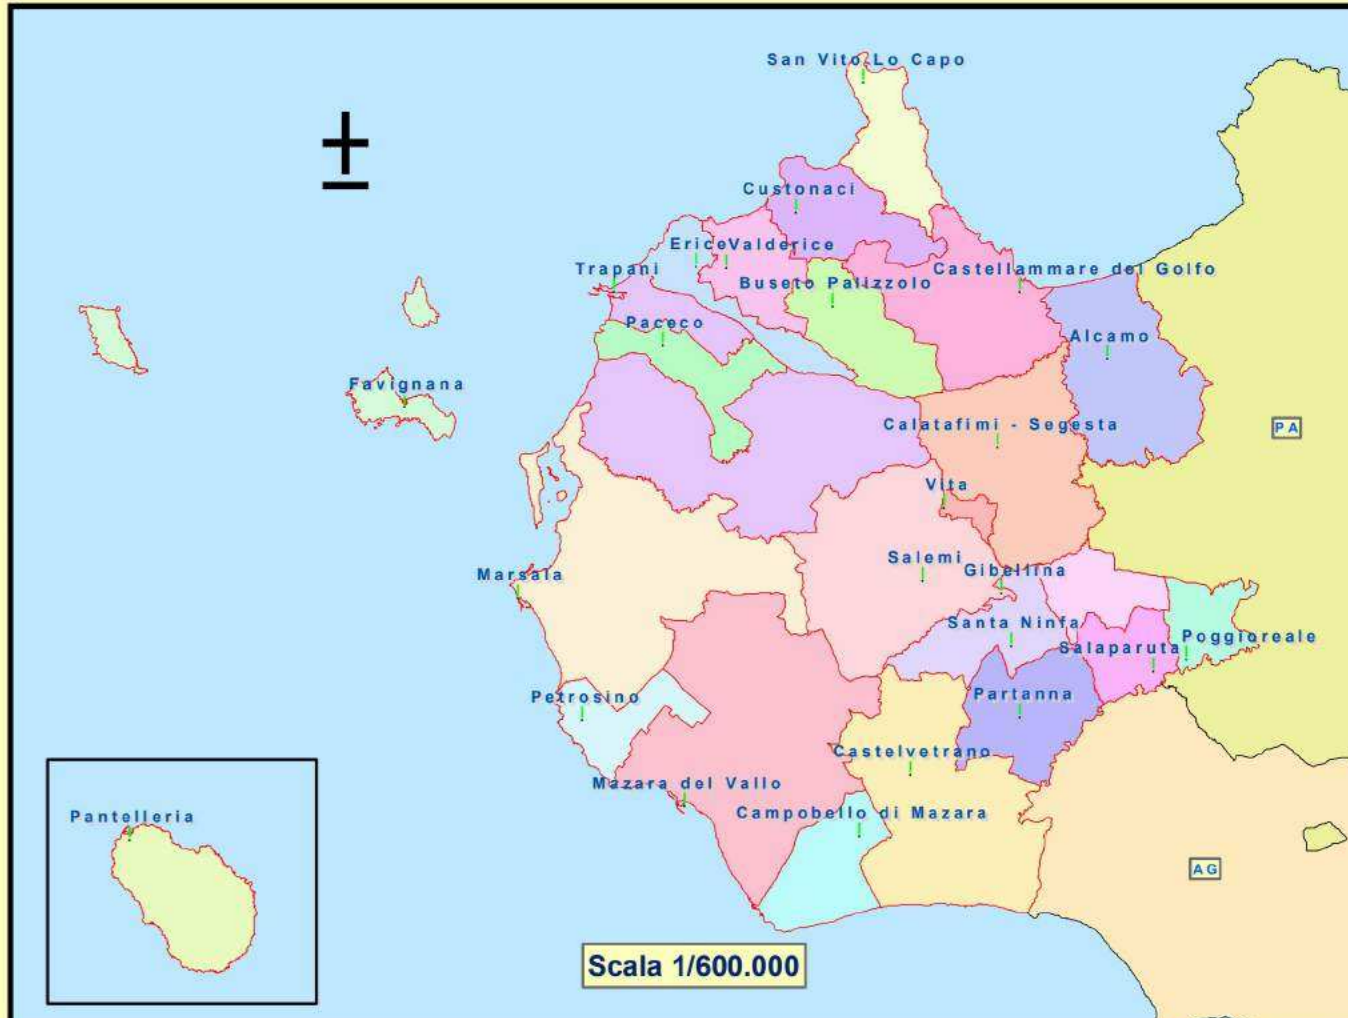 San Vito Lo Capo
Custonaci
Erice
Valderice
Trapani
Castellammare del Golfo
Buseto Palizzolo
Paceco
Alcamo
Favignana
Calatafimi - Segesta
PA
Vita
Salemi
Gibellina
Marsala
Santa Ninfa
Salaparuta
Poggioreale
Petrosino
Partanna
Castelvetrano
Mazara del Vallo
Campobello di Mazara
Pantelleria
AG
Scala 1/600.000